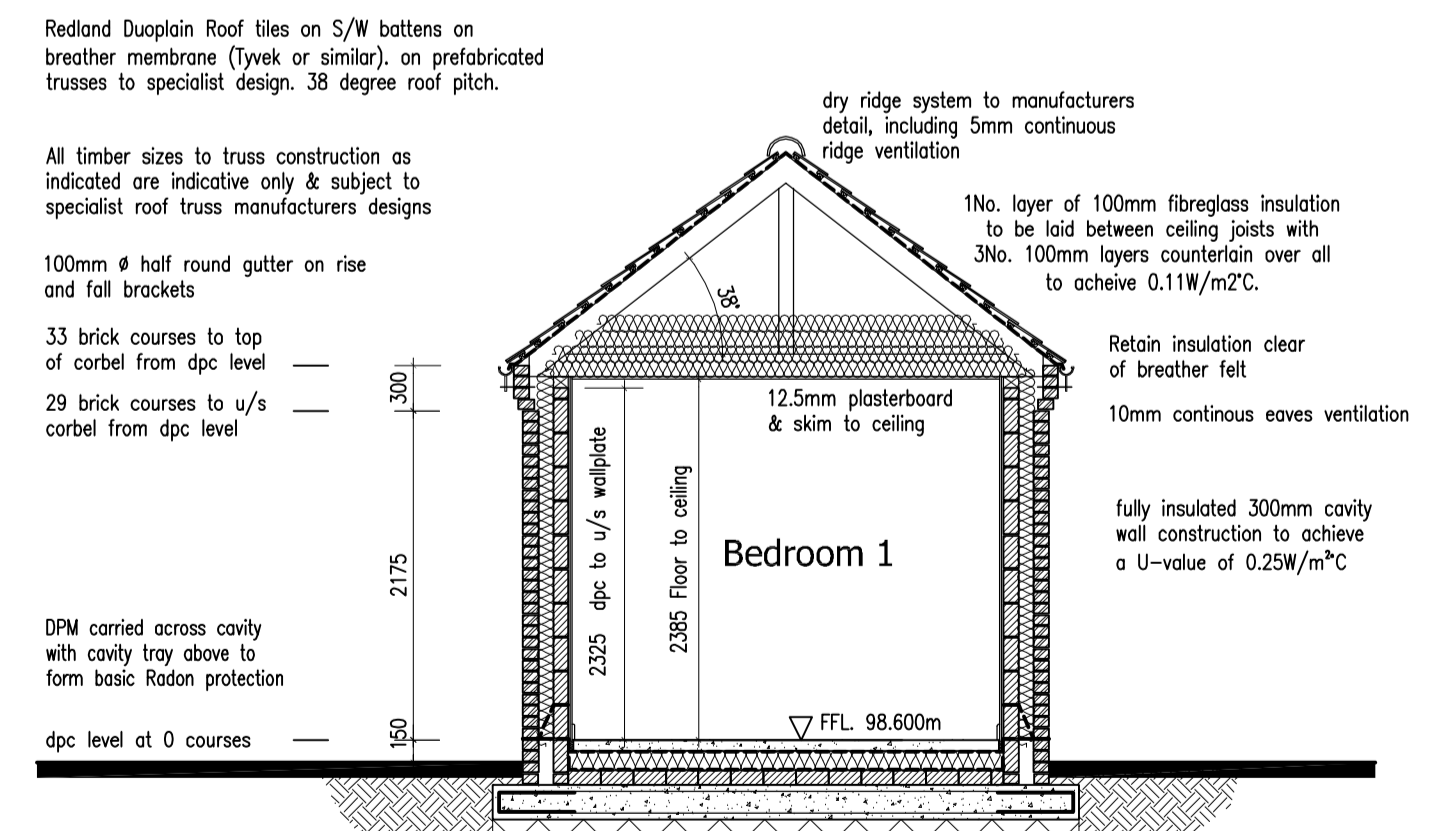 Redland Duoplain Roof tiles on S/W battens on
breather membrane (Tyvek or similar). on prefabricated
trusses to specialist design. 38 degree roof pitch.
dry ridge system to manufacturers
detail, including 5mm continuous
ridge ventilation
All timber sizes to truss construction as
indicated are indicative only & subject to
specialist roof truss manufacturers designs
1No. layer of 100mm fibreglass insulation
to be laid between ceiling joists with
3No. 100mm layers counterlain over all
to acheive 0.11W/m2°C.
100mm ø half round gutter on rise
and fall brackets
38°
33 brick courses to top
of corbel from dpc level
Retain insulation clear
of breather felt
300
29 brick courses to u/s
corbel from dpc level
12.5mm plasterboard
& skim to ceiling
10mm continous eaves ventilation
2325 dpc to u/s wallplate
2385 Floor to ceiling
Bedroom 1
fully insulated 300mm cavity
wall construction to achieve
a U-value of 0.25W/m²°C
2175
DPM carried across cavity
with cavity tray above to
form basic Radon protection
FFL. 98.600m
150
dpc level at 0 courses